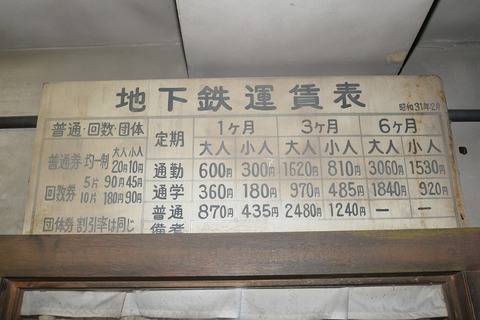 地下鉄運賃表
昭和31年2月
普通・回数・団体
大人 小人
普通券 均一制 20円 10円
回数券 5片 90円 45円
10片 180円 90円
団体券 割引率は同じ
定期 1ヶ月 3ヶ月 6ヶ月
大人 小人 大人 小人 大人 小人
通勤 600円 300円 1620円 810円 3060円 1530円
通学 360円 180円 970円 485円 1840円 920円
普通 870円 435円 2480円 1240円 — —
備考